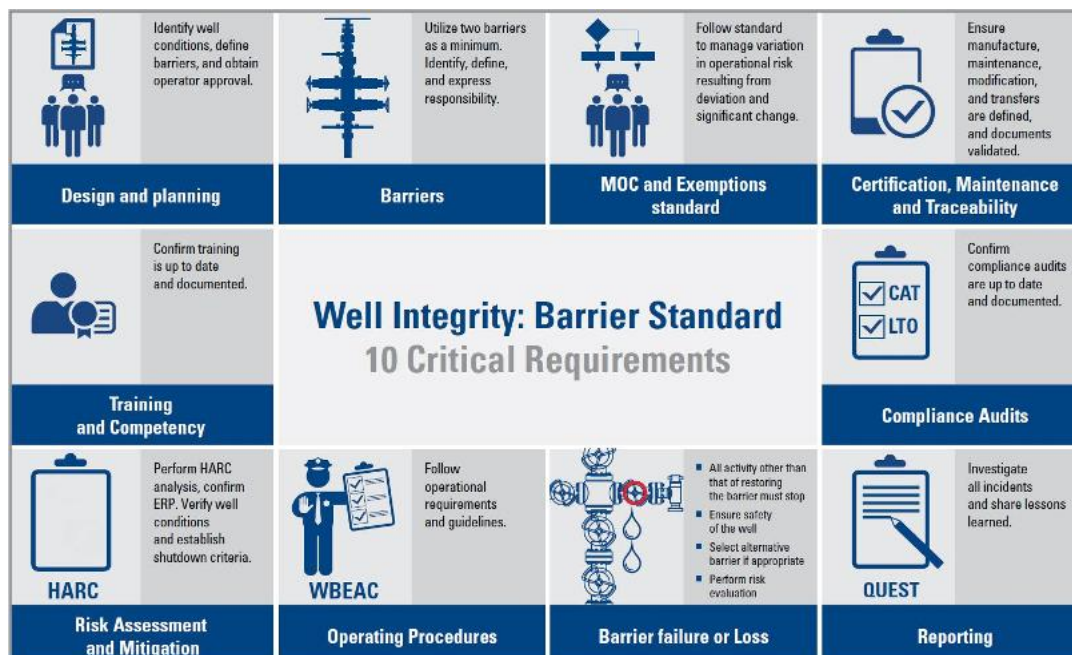 Identify well
conditions, define
barriers, and obtain
operator approval.
Design and planning
Utilize two barriers
as a minimum.
Identify, define,
and express
responsibility.
Barriers
Follow standard
to manage variation
in operational risk
resulting from
deviation and
significant change.
MOC and Exemptions
standard
Ensure
manufacture,
maintenance,
modification,
and transfers
are defined,
and documents
validated.
Certification, Maintenance
and Traceability
Confirm training
is up to date
and documented.
Training
and Competency
Well Integrity: Barrier Standard
10 Critical Requirements
CAT
LTO
Confirm
compliance audits
are up to date
and documented.
Compliance Audits
HARC
Perform HARC
analysis, confirm
ERP. Verify well
conditions
and establish
shutdown criteria.
Risk Assessment
and Mitigation
WBEAC
Follow
operational
requirements
and guidelines.
Operating Procedures
All activity other than
that of restoring
the barrier must stop
Ensure safety
of the well
Select alternative
barrier if appropriate
Perform risk
evaluation
Barrier failure or Loss
QUEST
Investigate
all incidents
and share lessons
learned.
Reporting